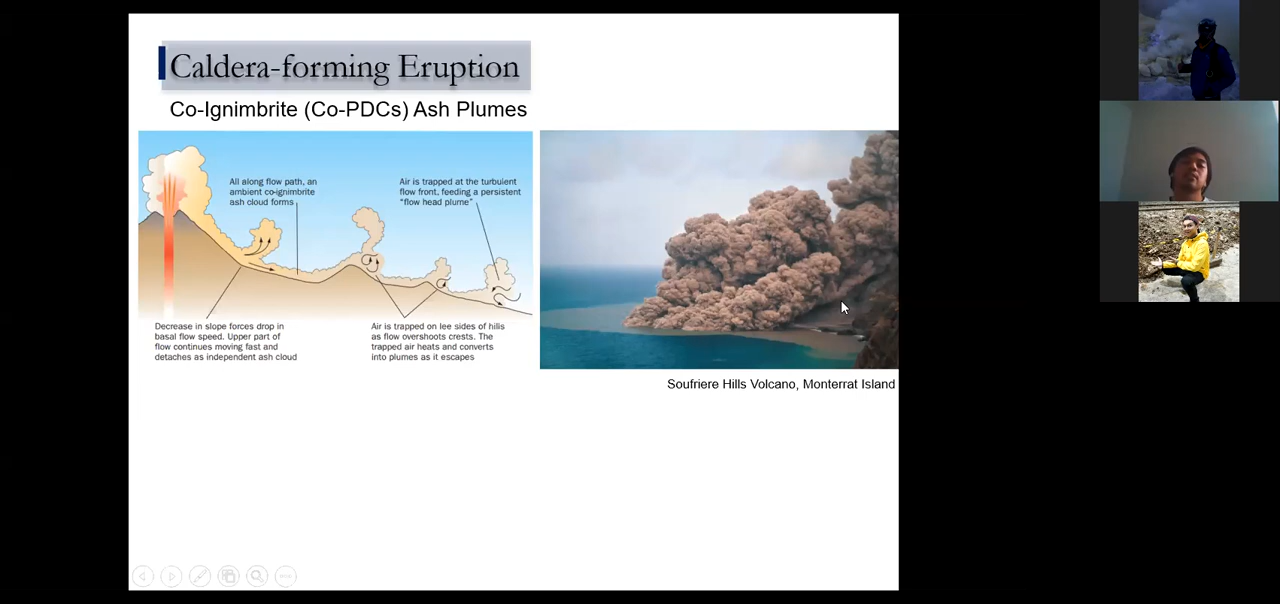 Caldera-forming Eruption
Co-Ignimbrite (Co-PDCs) Ash Plumes
All along flow path, an
ambient co-ignimbrite
ash cloud forms
Air is trapped at the turbulent
flow front, feeding a persistent
"flow head plume"
Decrease in slope forces drop in
basal flow speed. Upper part of
flow continues moving fast and
detaches as independent ash cloud
Air is trapped on lee sides of hills
as flow overshoots crests. The
trapped air heats and converts
into plumes as it escapes
Soufriere Hills Volcano, Monterrat Island